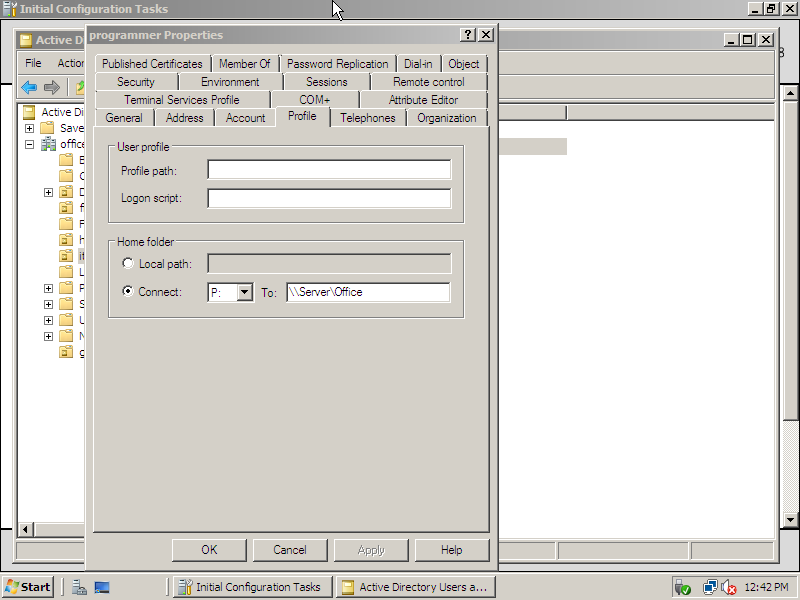 Initial Configuration Tasks
Active D
programmer Properties
File
Action
Published Certificates Member Of Password Replication Dial-in Object
Security Environment Sessions Remote control
Terminal Services Profile COM+ Attribute Editor
General Address Account Profile Telephones Organization
Active Di
Save
office
User profile
Profile path:
Logon script:
Home folder
Local path:
Connect: P: To: \\Server\Office
OK Cancel Apply Help
Start Initial Configuration Tasks Active Directory Users a... 12:42 PM